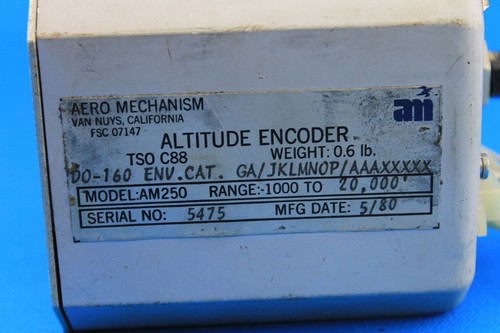 AERO MECHANISM
VAN NUYS, CALIFORNIA
FSC 07147
am
ALTITUDE ENCODER
TSO C88 WEIGHT: 0.6 lb.
DO-160 ENV. CAT. GA/JKLMNOP/AAAXXXXX
MODEL: AM250 RANGE: -1000 TO 20,000'
SERIAL NO: 5475 MFG DATE: 5/80